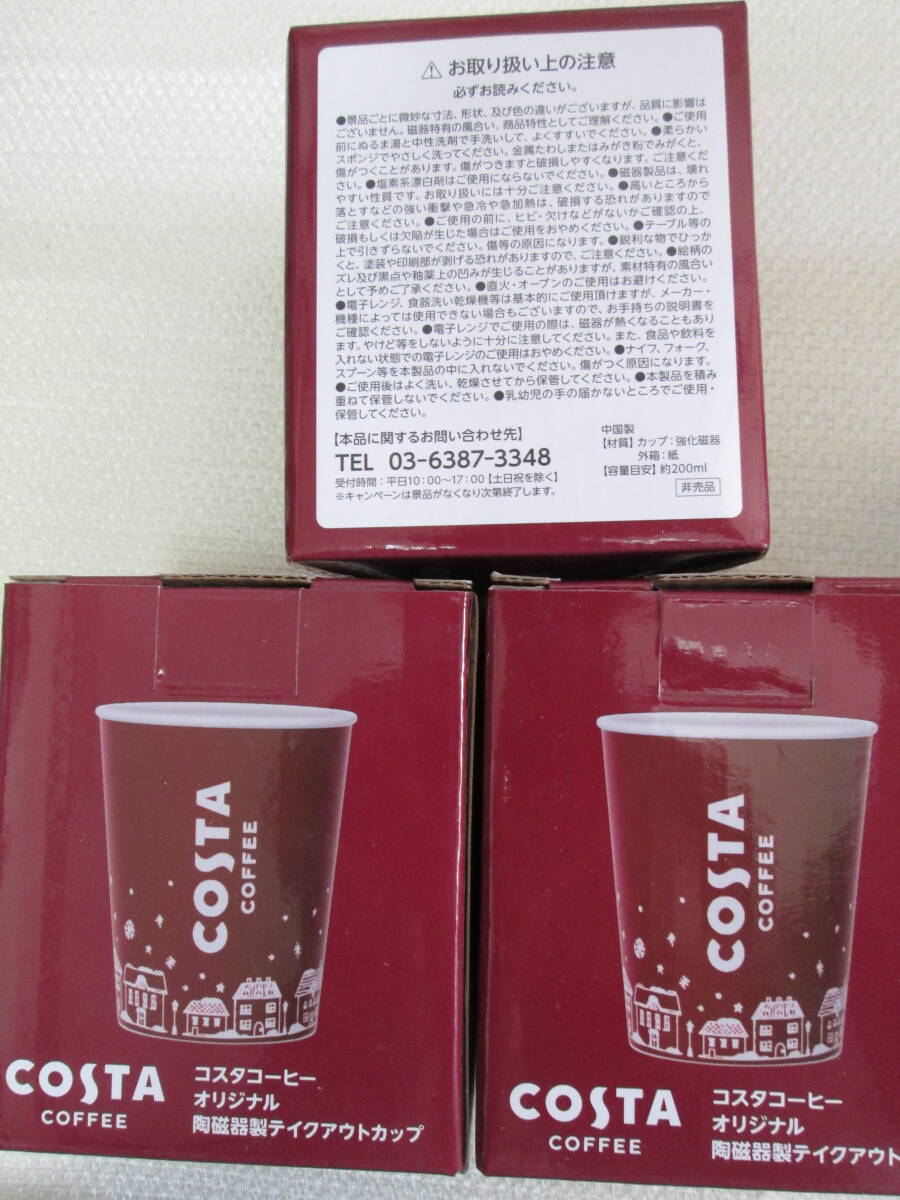 ⚠ お取り扱い上の注意
必ずお読みください。
●景品ごとに微妙な寸法、形状、及び色の違いがございますが、品質に影響は
ございません。磁器特有の風合い、商品特性としてご理解ください。●ご使用
前にぬるま湯と中性洗剤で手洗いして、よくすすいでください。●柔らかい
スポンジでやさしく洗ってください。金属たわしまたはみがき粉でみがくと、
傷がつくことがあります。傷がつきますと破損しやすくなります。ご注意くだ
さい。●塩素系漂白剤はご使用にならないでください。●磁器製品は、壊れ
やすい性質です。お取り扱いには十分ご注意ください。●高いところから
落とすなどの強い衝撃や急冷や急加熱は、破損する恐れがありますので
ご注意ください。●ご使用の前に、ヒビ・欠けなどがないかご確認の上、
破損もしくは欠陥が生じた場合はご使用をおやめください。●テーブル等の
上で引きずらないでください。傷等の原因になります。●鋭利な物でひっか
くと、塗装や印刷部が剥げる恐れがありますので、ご注意ください。●絵柄の
ズレ及び黒点や釉薬上の凹みが生じることがありますが、素材特有の風合い
として予めご了承ください。●直火・オーブンのご使用はお避けください。
●電子レンジ、食器洗い乾燥機等は基本的にご使用頂けますが、メーカー・
機種によっては使用できない場合もございますので、お手持ちの説明書を
ご確認ください。●電子レンジでご使用の際は、磁器が熱くなることもあり
ます。やけど等をしないように十分に注意してください。また、食品や飲料を
入れない状態での電子レンジのご使用はおやめください。●ナイフ、フォーク、
スプーン等を本製品の中に入れないでください。傷がつく原因になります。
●ご使用後はよく洗い、乾燥させてから保管してください。●本製品を積み
重ねて保管しないでください。●乳幼児の手の届かないところでご使用・
保管してください。
【本品に関するお問い合わせ先】
TEL 03-6387-3348
受付時間：平日10：00〜17：00【土日祝を除く】
※キャンペーンは景品がなくなり次第終了します。
中国製
【材質】カップ：強化磁器
外箱：紙
【容量目安】約200ml
非売品
COSTA
COFFEE
COSTA
COFFEE
コスタコーヒー
オリジナル
陶磁器製テイクアウトカップ
COSTA
COFFEE
COSTA
COFFEE
コスタコーヒー
オリジナル
陶磁器製テイクアウト